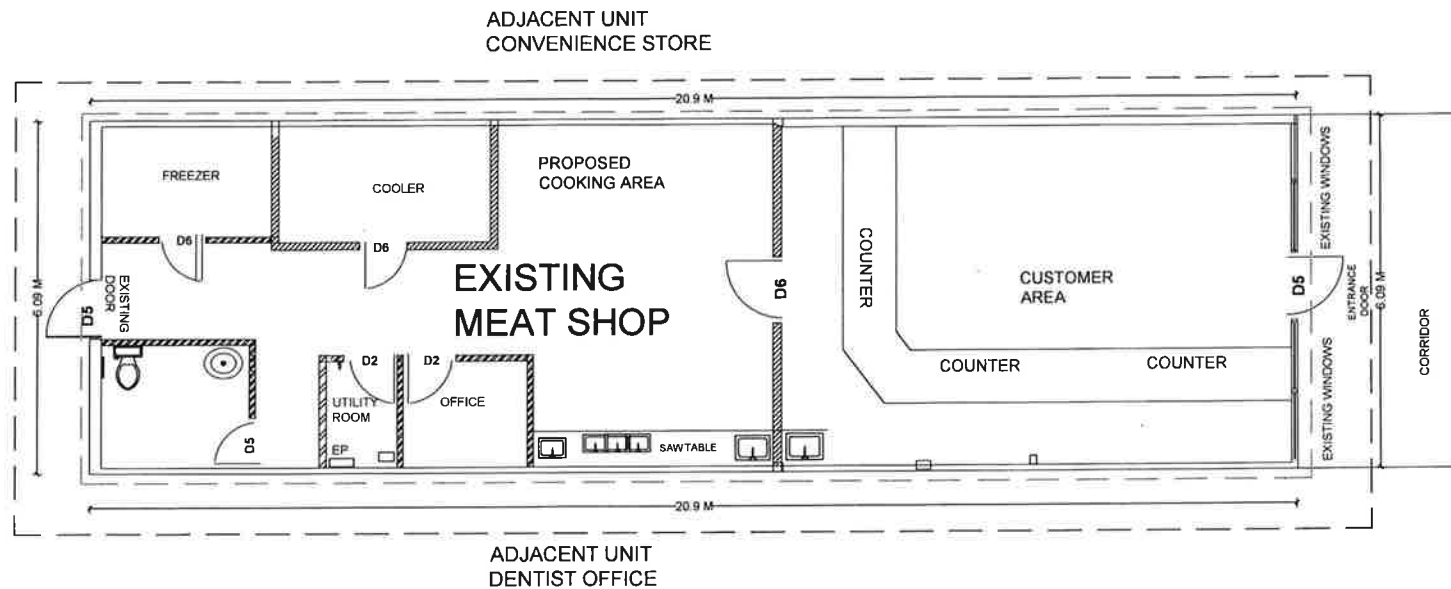 ADJACENT UNIT
CONVENIENCE STORE
20.9 M
6.09 M
FREEZER
COOLER
PROPOSED
COOKING AREA
D6
D6
EXISTING
DOOR
D5
EXISTING
MEAT SHOP
D6
COUNTER
CUSTOMER
AREA
EXISTING WINDOWS
D5
ENTRANCE
DOOR
6.09 M
CORRIDOR
D2
D2
UTILITY
ROOM
OFFICE
COUNTER
COUNTER
EXISTING WINDOWS
D5
EP
SAWTABLE
20.9 M
ADJACENT UNIT
DENTIST OFFICE